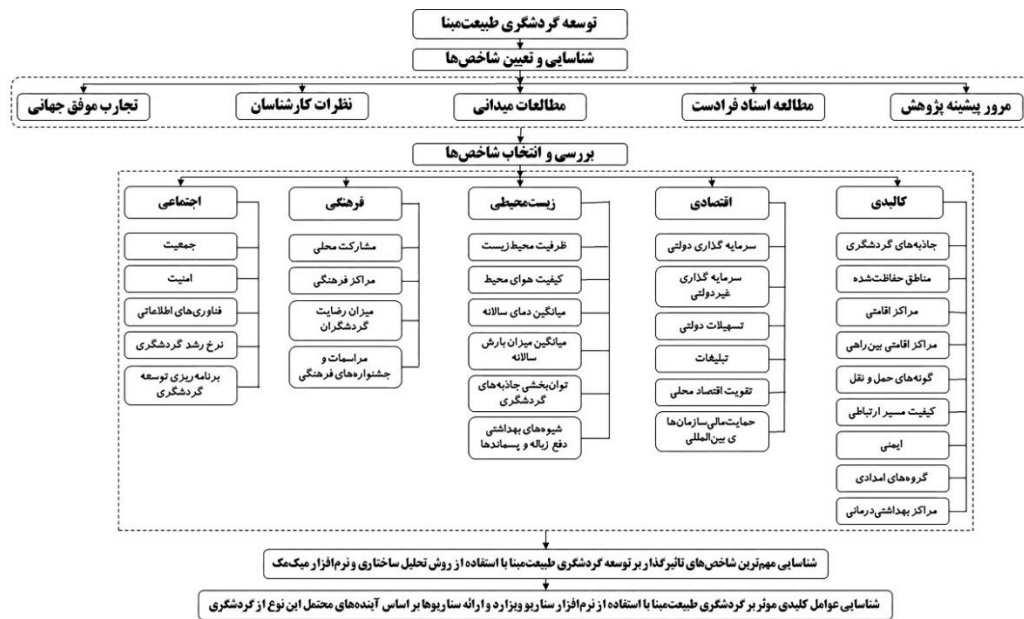 توسعه گردشگری طبیعت‌مبنا
شناسایی و تعیین شاخص‌ها
مرور پیشینه پژوهش
مطالعه اسناد فرادست
مطالعات میدانی
نظرات کارشناسان
تجارب موفق جهانی
بررسی و انتخاب شاخص‌ها
کالبدی
جاذبه‌های گردشگری
مناطق حفاظت‌شده
مراکز اقامتی
مراکز اقامتی بین‌راهی
گونه‌های حمل و نقل
کیفیت مسیر ارتباطی
ایمنی
گروه‌های امدادی
مراکز بهداشتی‌درمانی
اقتصادی
سرمایه گذاری دولتی
سرمایه گذاری
غیردولتی
تسهیلات دولتی
تبلیغات
تقویت اقتصاد محلی
حمایت‌مالی‌سازمان‌ها
ی بین‌المللی
زیست‌محیطی
ظرفیت محیط زیست
کیفیت هوای محیط
میانگین دمای سالانه
میانگین میزان بارش
سالانه
توان‌بخشی جاذبه‌های
گردشگری
شیوه‌های بهداشتی
دفع زباله و پسماندها
فرهنگی
مشارکت محلی
مراکز فرهنگی
میزان رضایت
گردشگران
مراسمات و
جشنواره‌های فرهنگی
اجتماعی
جمعیت
امنیت
فناوری‌های اطلاعاتی
نرخ رشد گردشگری
برنامه‌ریزی توسعه
گردشگری
شناسایی مهم‌ترین شاخص‌های تاثیرگذار بر توسعه گردشگری طبیعت‌مبنا با استفاده از روش تحلیل ساختاری و نرم‌افزار میک‌مک
شناسایی عوامل کلیدی موثر بر گردشگری طبیعت‌مبنا با استفاده از نرم‌افزار سناریو ویزارد و ارائه سناریوها بر اساس آینده‌های محتمل این نوع از گردشگری